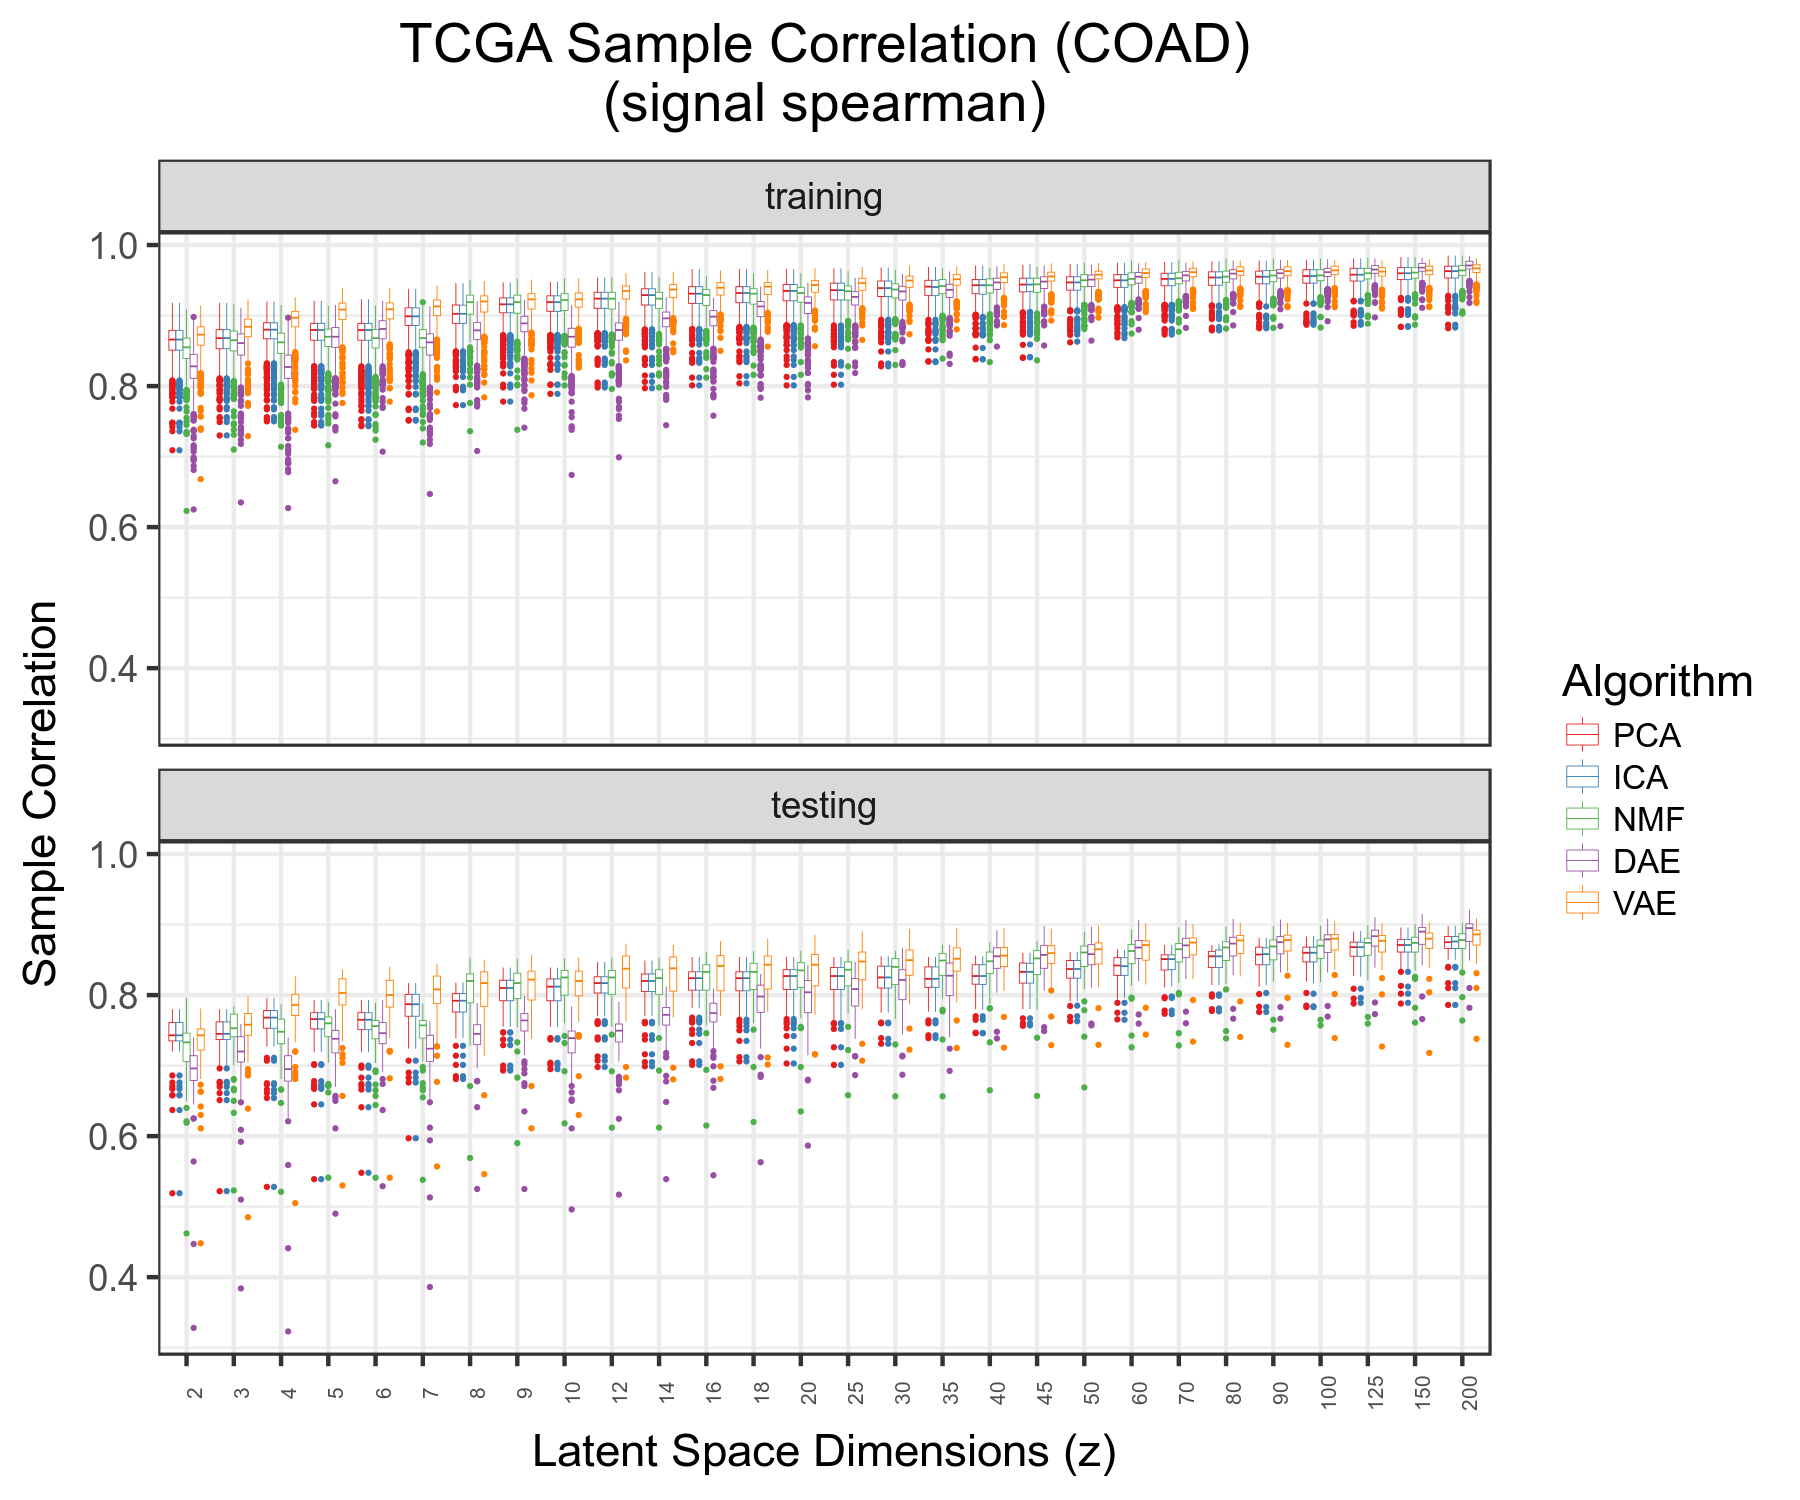 TCGA Sample Correlation (COAD)
(signal spearman)
training
1.0
0.8
0.6
0.4
testing
1.0
0.8
0.6
0.4
Sample Correlation
2 3 4 5 6 7 8 9 10 12 14 16 18 20 25 30 35 40 45 50 60 70 80 90 100 125 150 200
Latent Space Dimensions (z)
Algorithm
PCA
ICA
NMF
DAE
VAE